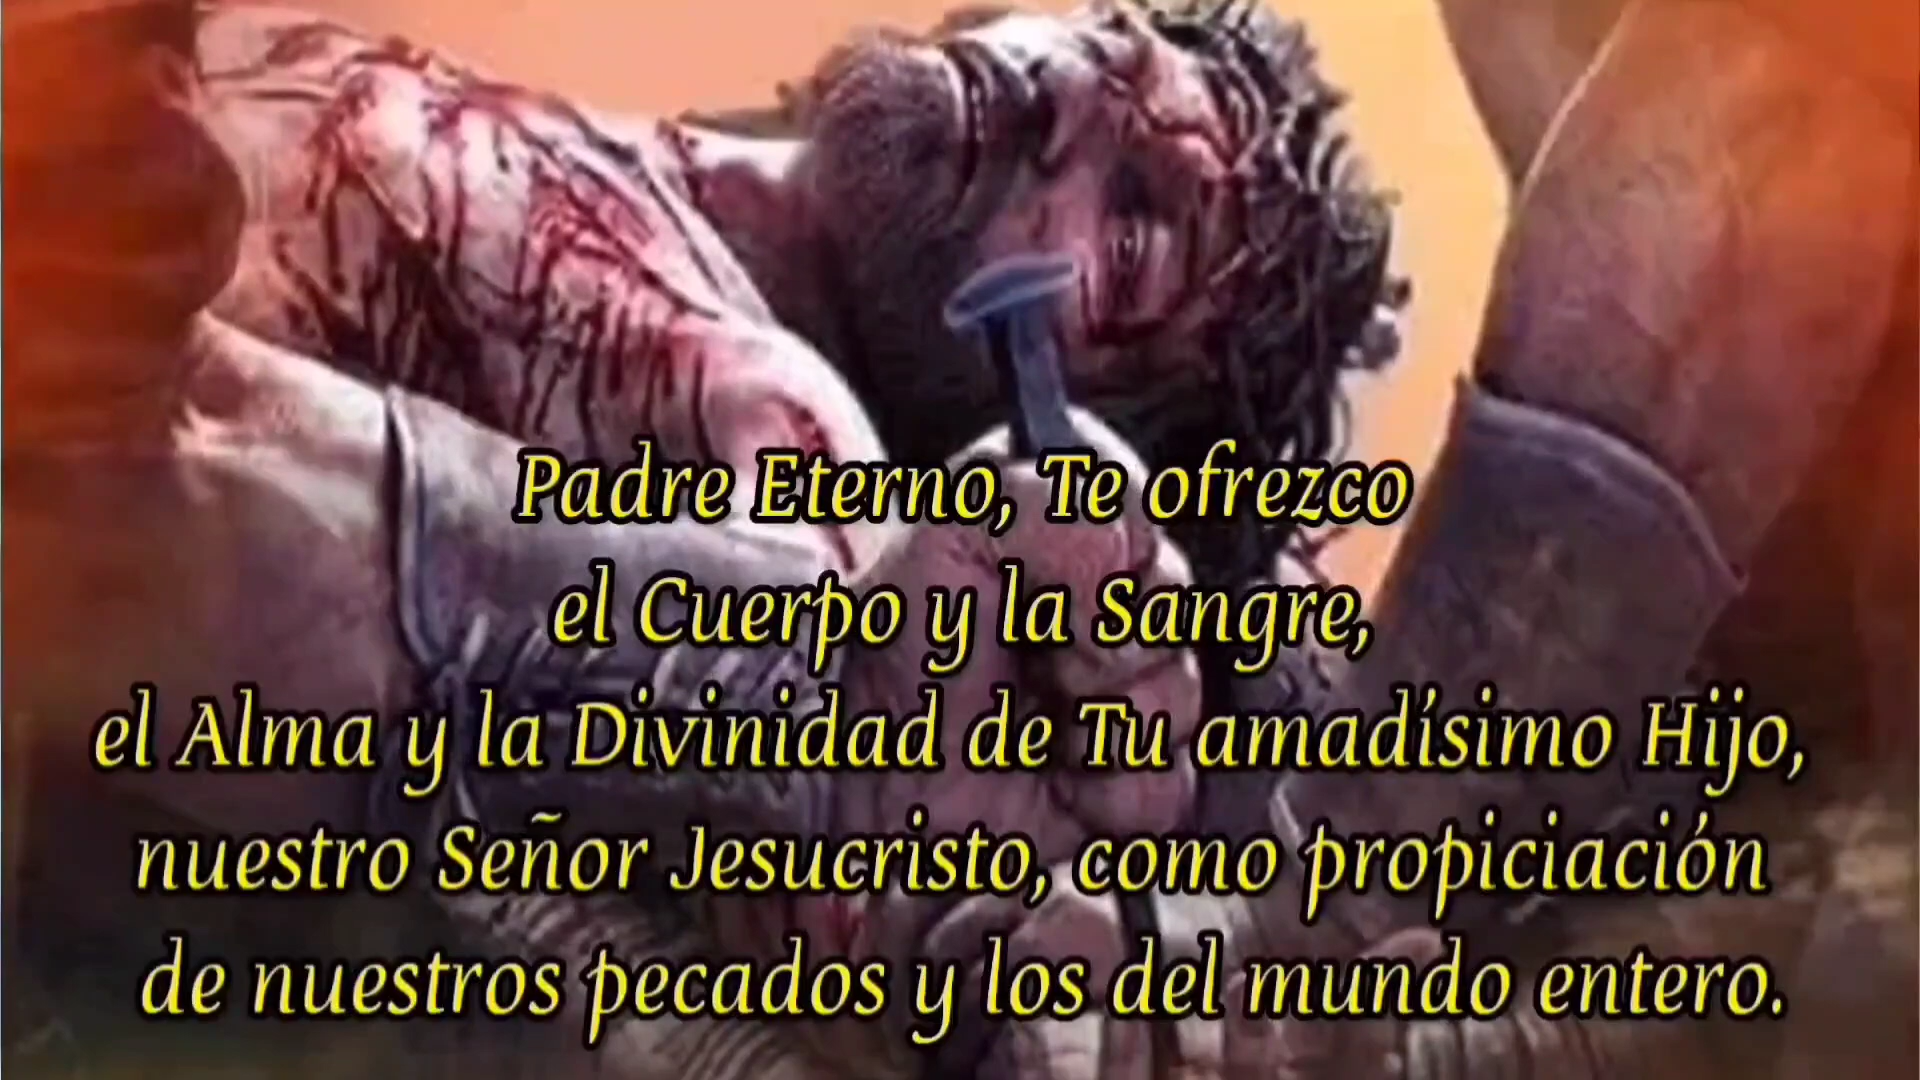 Padre Eterno, Te ofrezco
el Cuerpo y la Sangre,
el Alma y la Divinidad de Tu amadísimo Hijo,
nuestro Señor Jesucristo, como propiciación
de nuestros pecados y los del mundo entero.